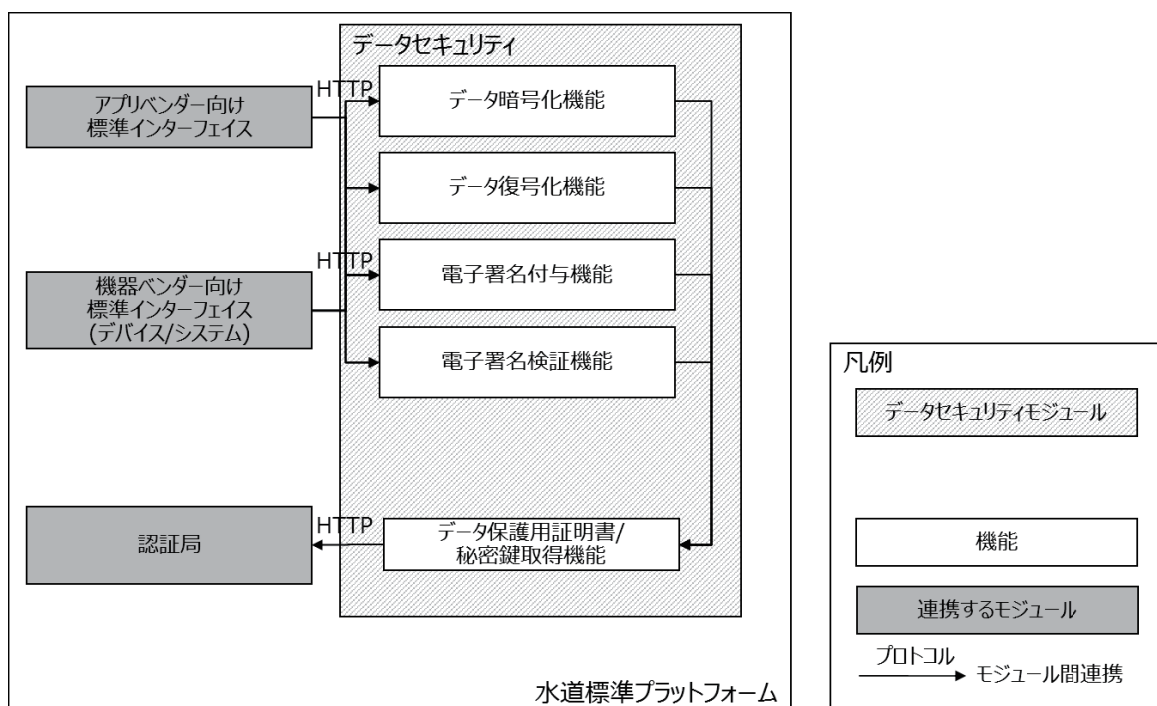 データセキュリティ
HTTP
アプリベンダー向け
標準インターフェイス
データ暗号化機能
データ復号化機能
HTTP
機器ベンダー向け
標準インターフェイス
(デバイス/システム)
電子署名付与機能
電子署名検証機能
HTTP
認証局
データ保護用証明書/
秘密鍵取得機能
水道標準プラットフォーム
凡例
データセキュリティモジュール
機能
連携するモジュール
プロトコル
モジュール間連携